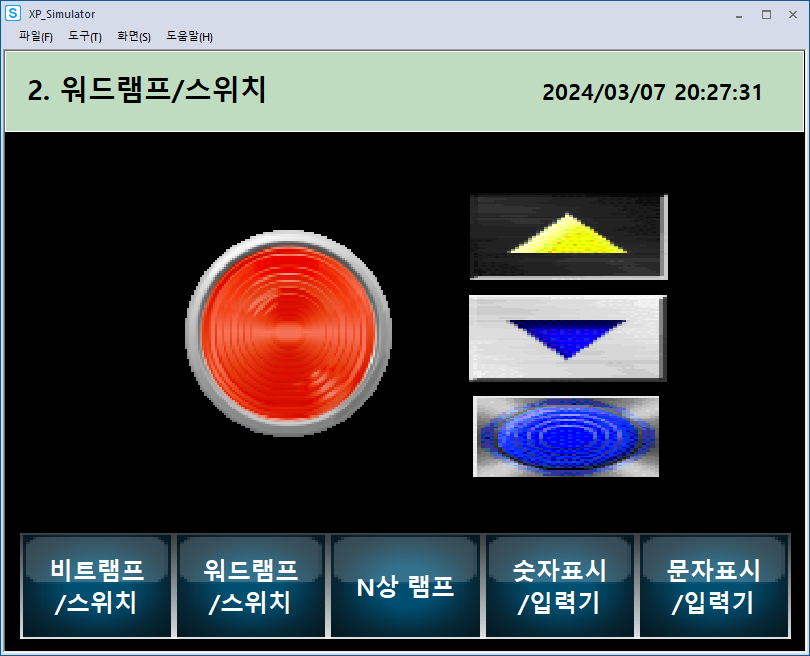 S XP_Simulator
파일(F) 도구(T) 화면(S) 도움말(H)
2. 워드램프/스위치 2024/03/07 20:27:31
비트램프
/스위치
워드램프
/스위치
N상 램프
숫자표시
/입력기
문자표시
/입력기